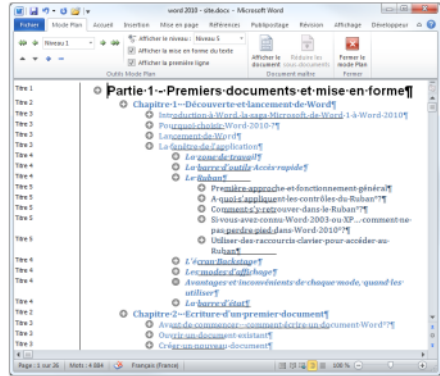 word 2010 - site.docx - Microsoft Word
Fichier Mode Plan Accueil Insertion Mise en page Références Publipostage Révision Affichage Développeur
Niveau 1
Afficher le niveau : Niveau 5
Afficher la mise en forme du texte
Afficher la première ligne
Afficher le document
Réduire les sous-documents
Fermer le mode Plan
Outils Mode Plan Document maître Fermer
Titre 1 Partie·1·-·Premiers·documents·et·mise·en·forme¶
Titre 2 Chapitre·1·-·Découverte·et·lancement·de·Word¶
Titre 3 Introduction·à·Word,·la·saga·Microsoft·de·Word·1·à·Word·2010¶
Titre 3 Pourquoi·choisir·Word·2010·?¶
Titre 3 Lancement·de·Word¶
Titre 3 La·fenêtre·de·l'application¶
Titre 4 La·zone·de·travail¶
Titre 4 La·barre·d'outils·Accès·rapide¶
Titre 4 Le·Ruban¶
Titre 5 Première·approche·et·fonctionnement·général¶
Titre 5 A·quoi·s'appliquent·les·contrôles·du·Ruban°?¶
Titre 5 Comment·s'y·retrouver·dans·le·Ruban°?¶
Titre 5 Si·vous·avez·connu·Word·2003·ou·XP…·comment·ne·
pas·perdre·pied·dans·Word·2010°?¶
Titre 5 Utiliser·des·raccourcis·clavier·pour·accéder·au·
Ruban¶
Titre 4 L'écran·Backstage¶
Titre 4 Les·modes·d'affichage¶
Titre 4 Avantages·et·inconvénients·de·chaque·mode,·quand·les·
utiliser¶
Titre 4 La·barre·d'état¶
Titre 2 Chapitre·2·-·Ecriture·d'un·premier·document¶
Titre 3 Avant·de·commencer·-·comment·écrire·un·document·Word°?¶
Titre 3 Ouvrir·un·document·existant¶
Titre 3 Créer·un·nouveau·document¶
Page : 1 sur 26 Mots : 4 884 Français (France) 100 %